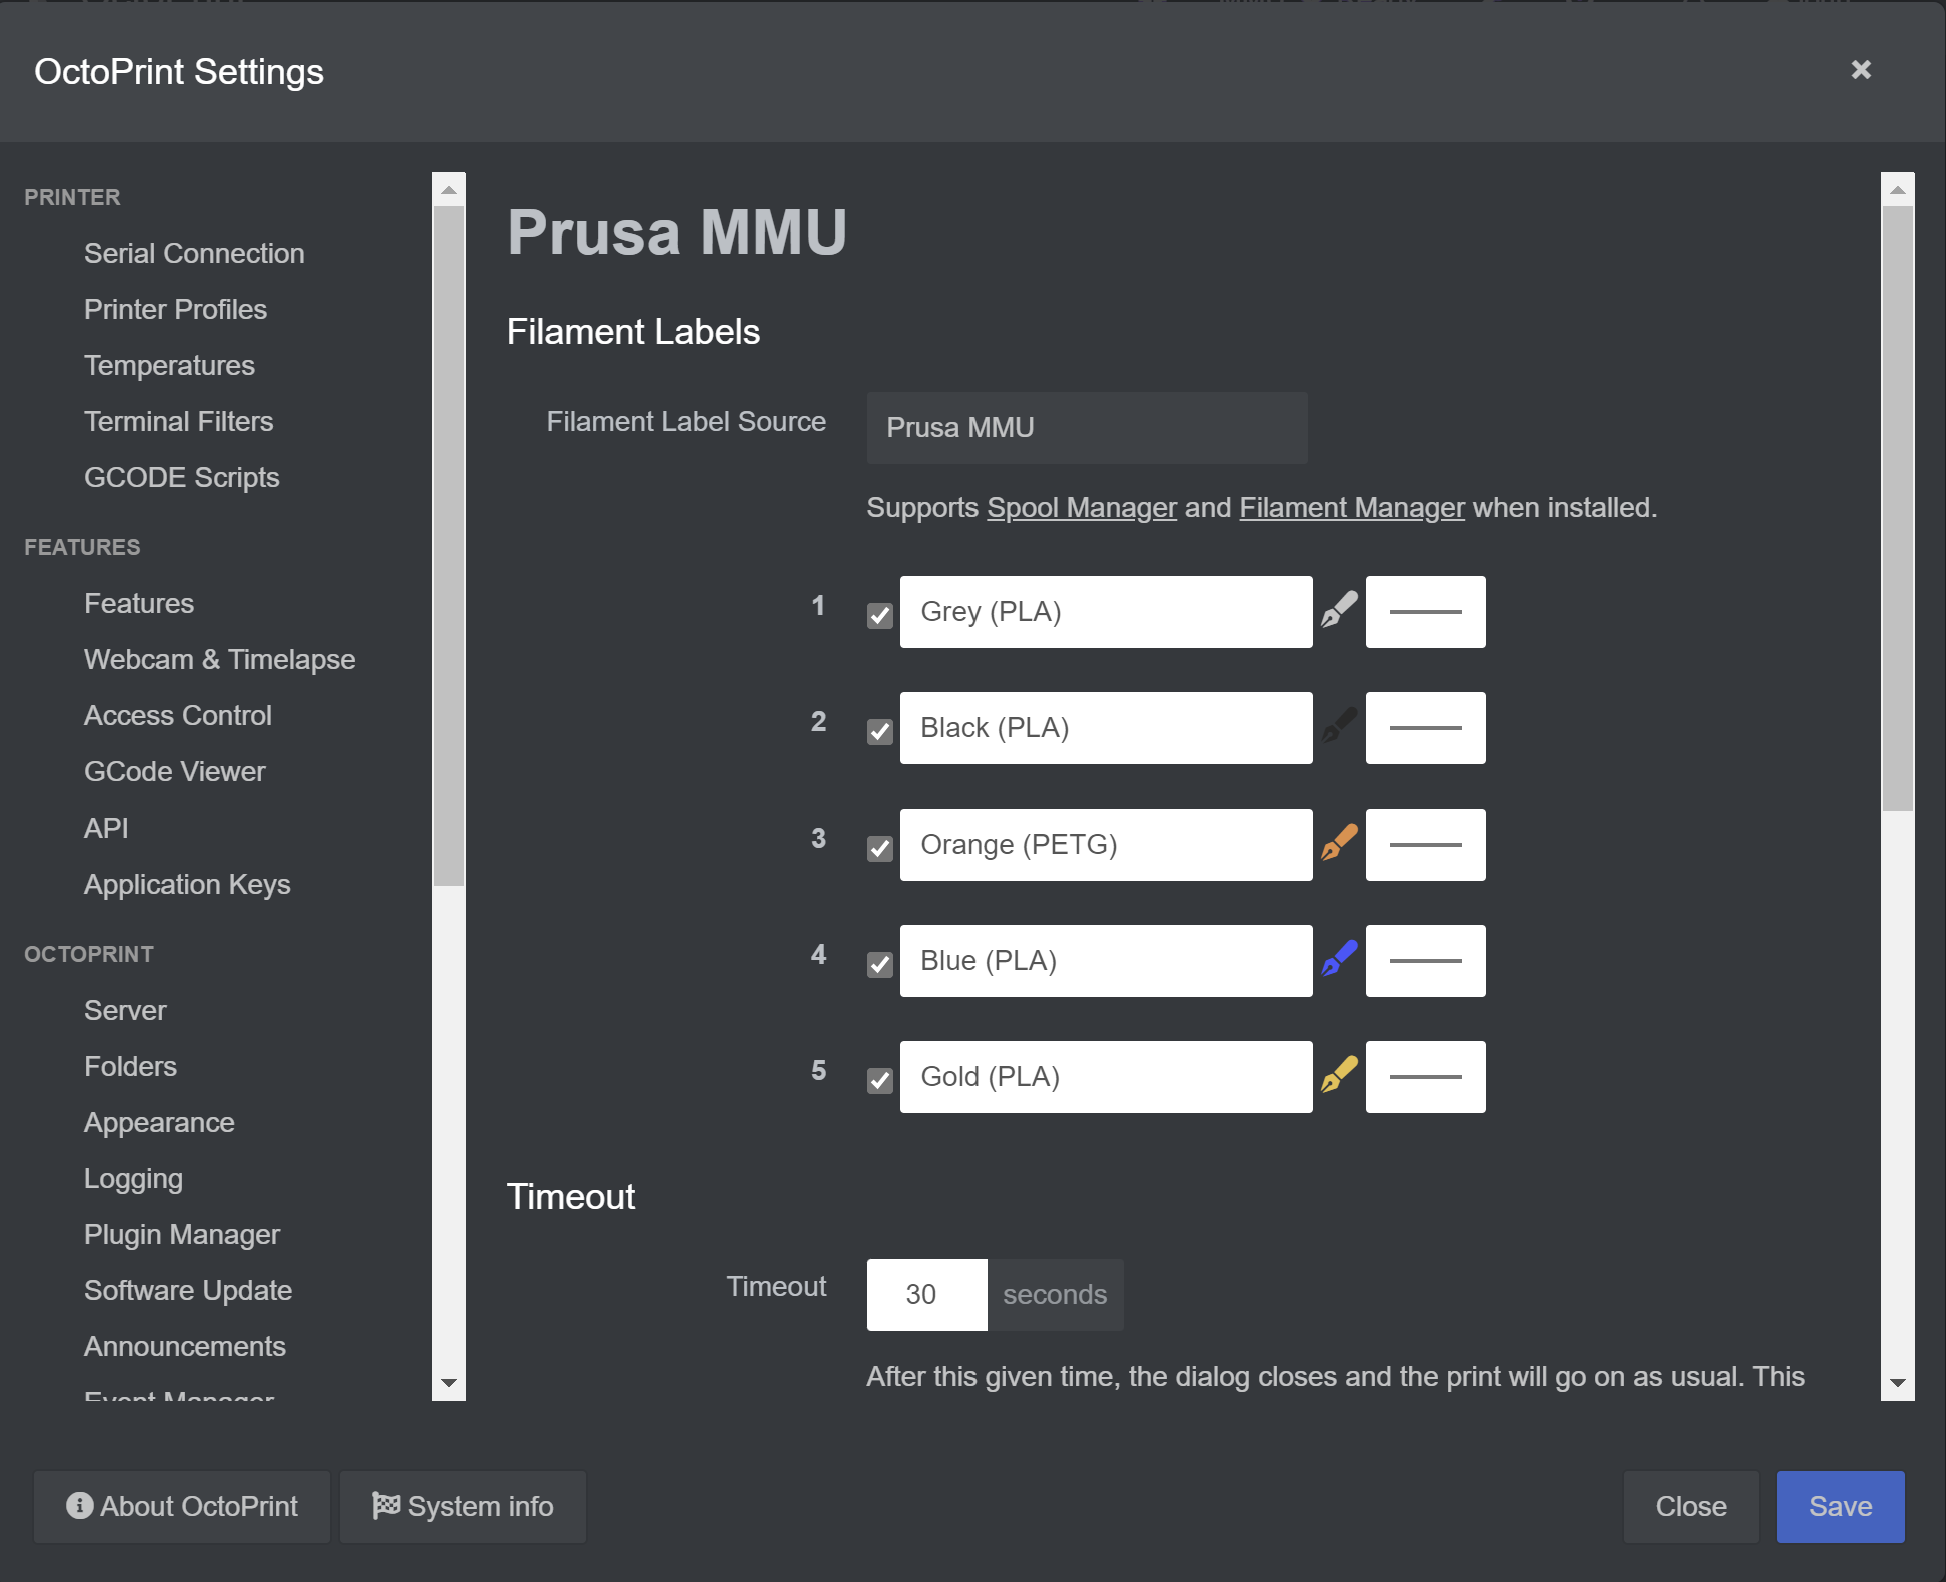 OctoPrint Settings
PRINTER
Serial Connection
Printer Profiles
Temperatures
Terminal Filters
GCODE Scripts
FEATURES
Features
Webcam & Timelapse
Access Control
GCode Viewer
API
Application Keys
OCTOPRINT
Server
Folders
Appearance
Logging
Plugin Manager
Software Update
Announcements
Event Manager
Prusa MMU
Filament Labels
Filament Label Source Prusa MMU
Supports Spool Manager and Filament Manager when installed.
1 Grey (PLA)
2 Black (PLA)
3 Orange (PETG)
4 Blue (PLA)
5 Gold (PLA)
Timeout
Timeout 30 seconds
After this given time, the dialog closes and the print will go on as usual. This
About OctoPrint System info Close Save